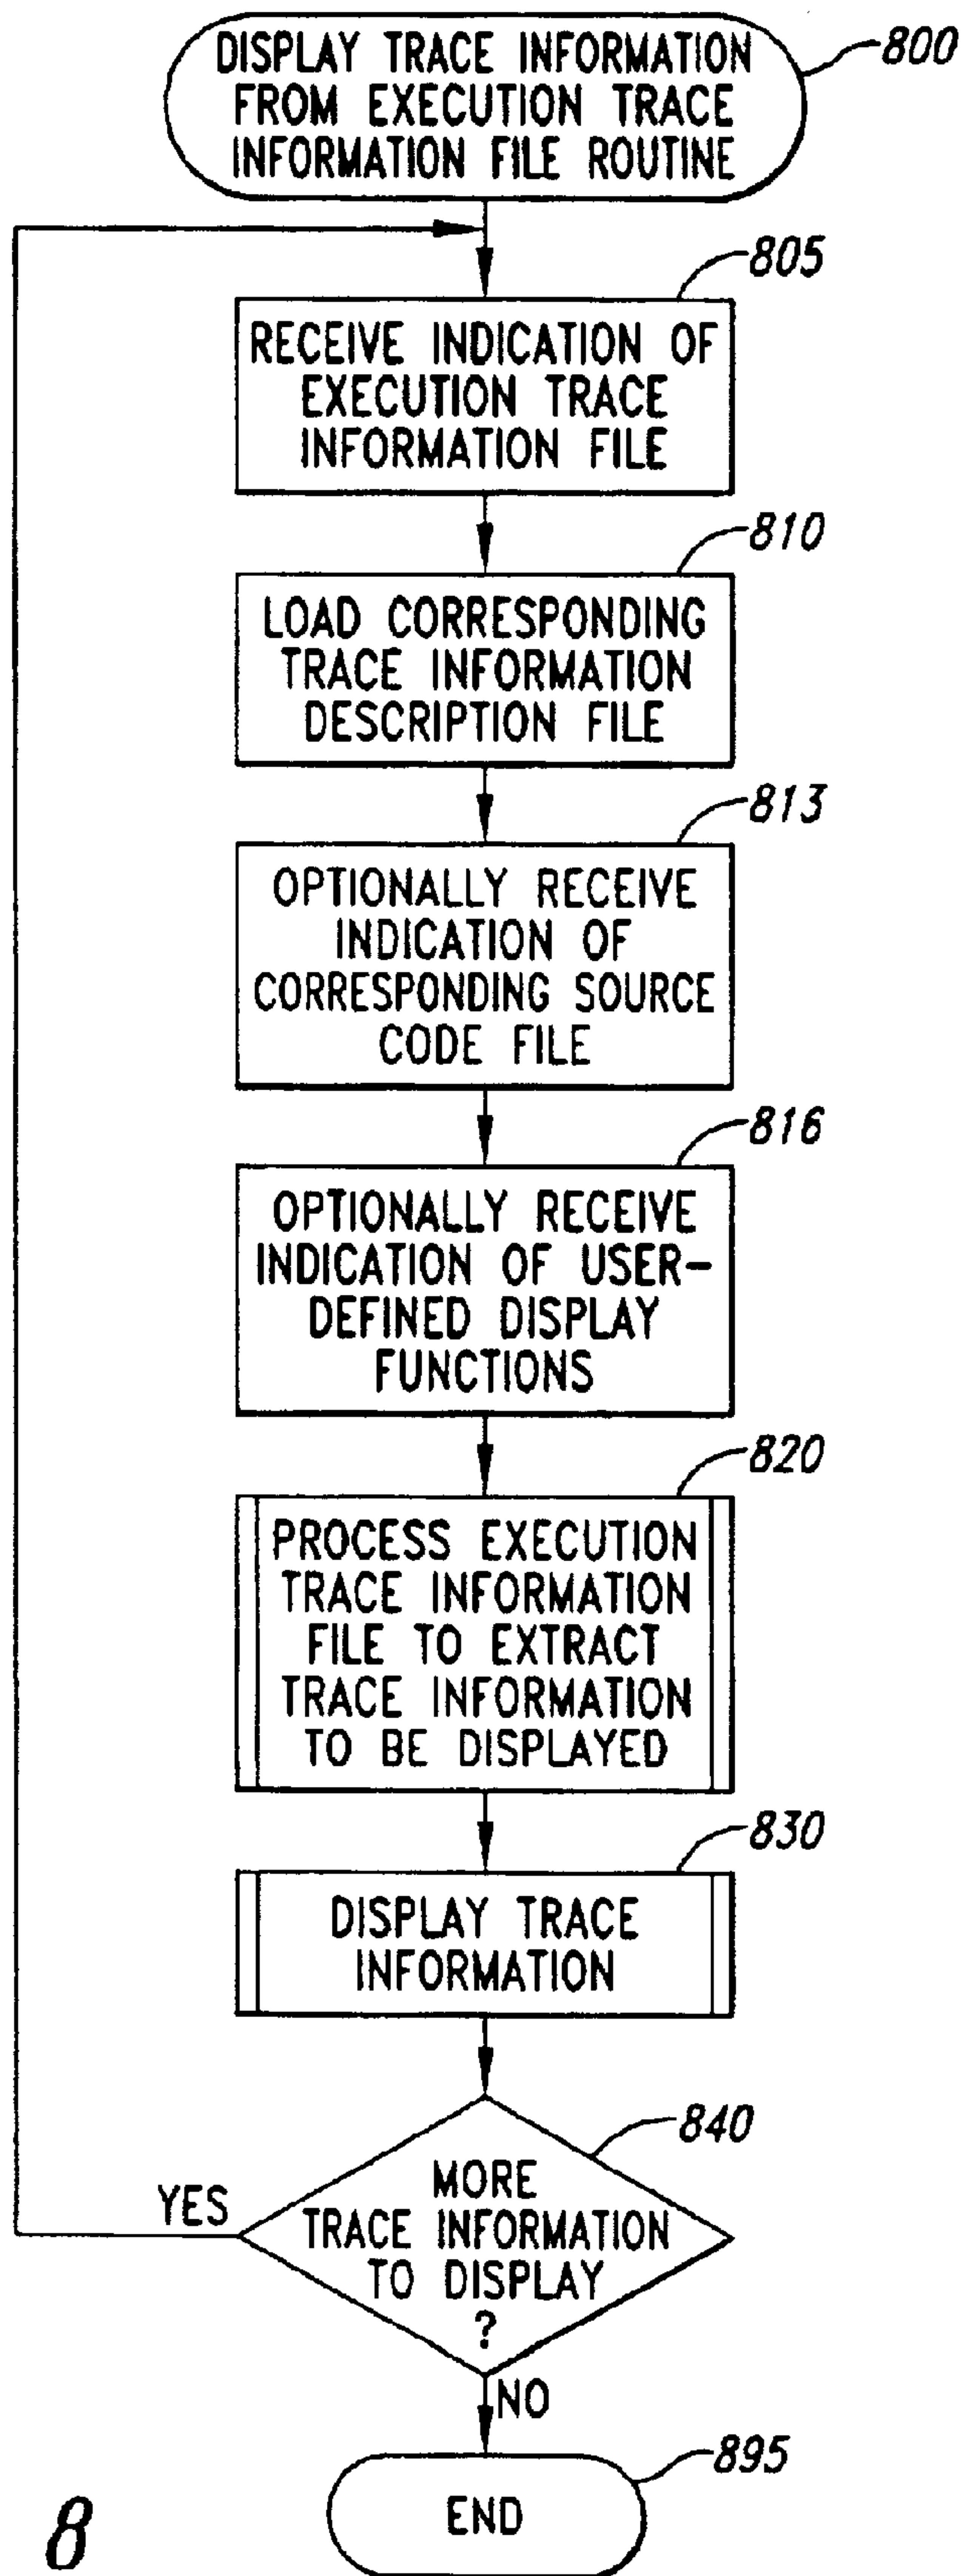 DISPLAY TRACE INFORMATION
FROM EXECUTION TRACE
INFORMATION FILE ROUTINE
800
805
RECEIVE INDICATION OF
EXECUTION TRACE
INFORMATION FILE
810
LOAD CORRESPONDING
TRACE INFORMATION
DESCRIPTION FILE
813
OPTIONALLY RECEIVE
INDICATION OF
CORRESPONDING SOURCE
CODE FILE
816
OPTIONALLY RECEIVE
INDICATION OF USER-
DEFINED DISPLAY
FUNCTIONS
820
PROCESS EXECUTION
TRACE INFORMATION
FILE TO EXTRACT
TRACE INFORMATION
TO BE DISPLAYED
830
DISPLAY TRACE
INFORMATION
840
MORE
TRACE INFORMATION
TO DISPLAY
?
YES
NO
895
END
8